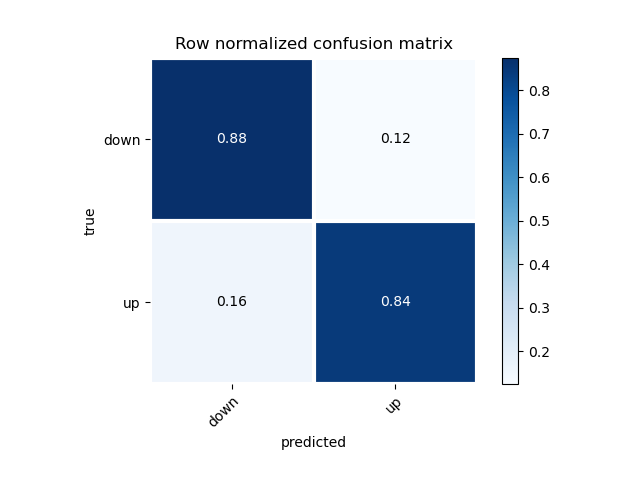 Row normalized confusion matrix
down
0.88
0.12
up
0.16
0.84
true
down
up
predicted
0.8
0.7
0.6
0.5
0.4
0.3
0.2